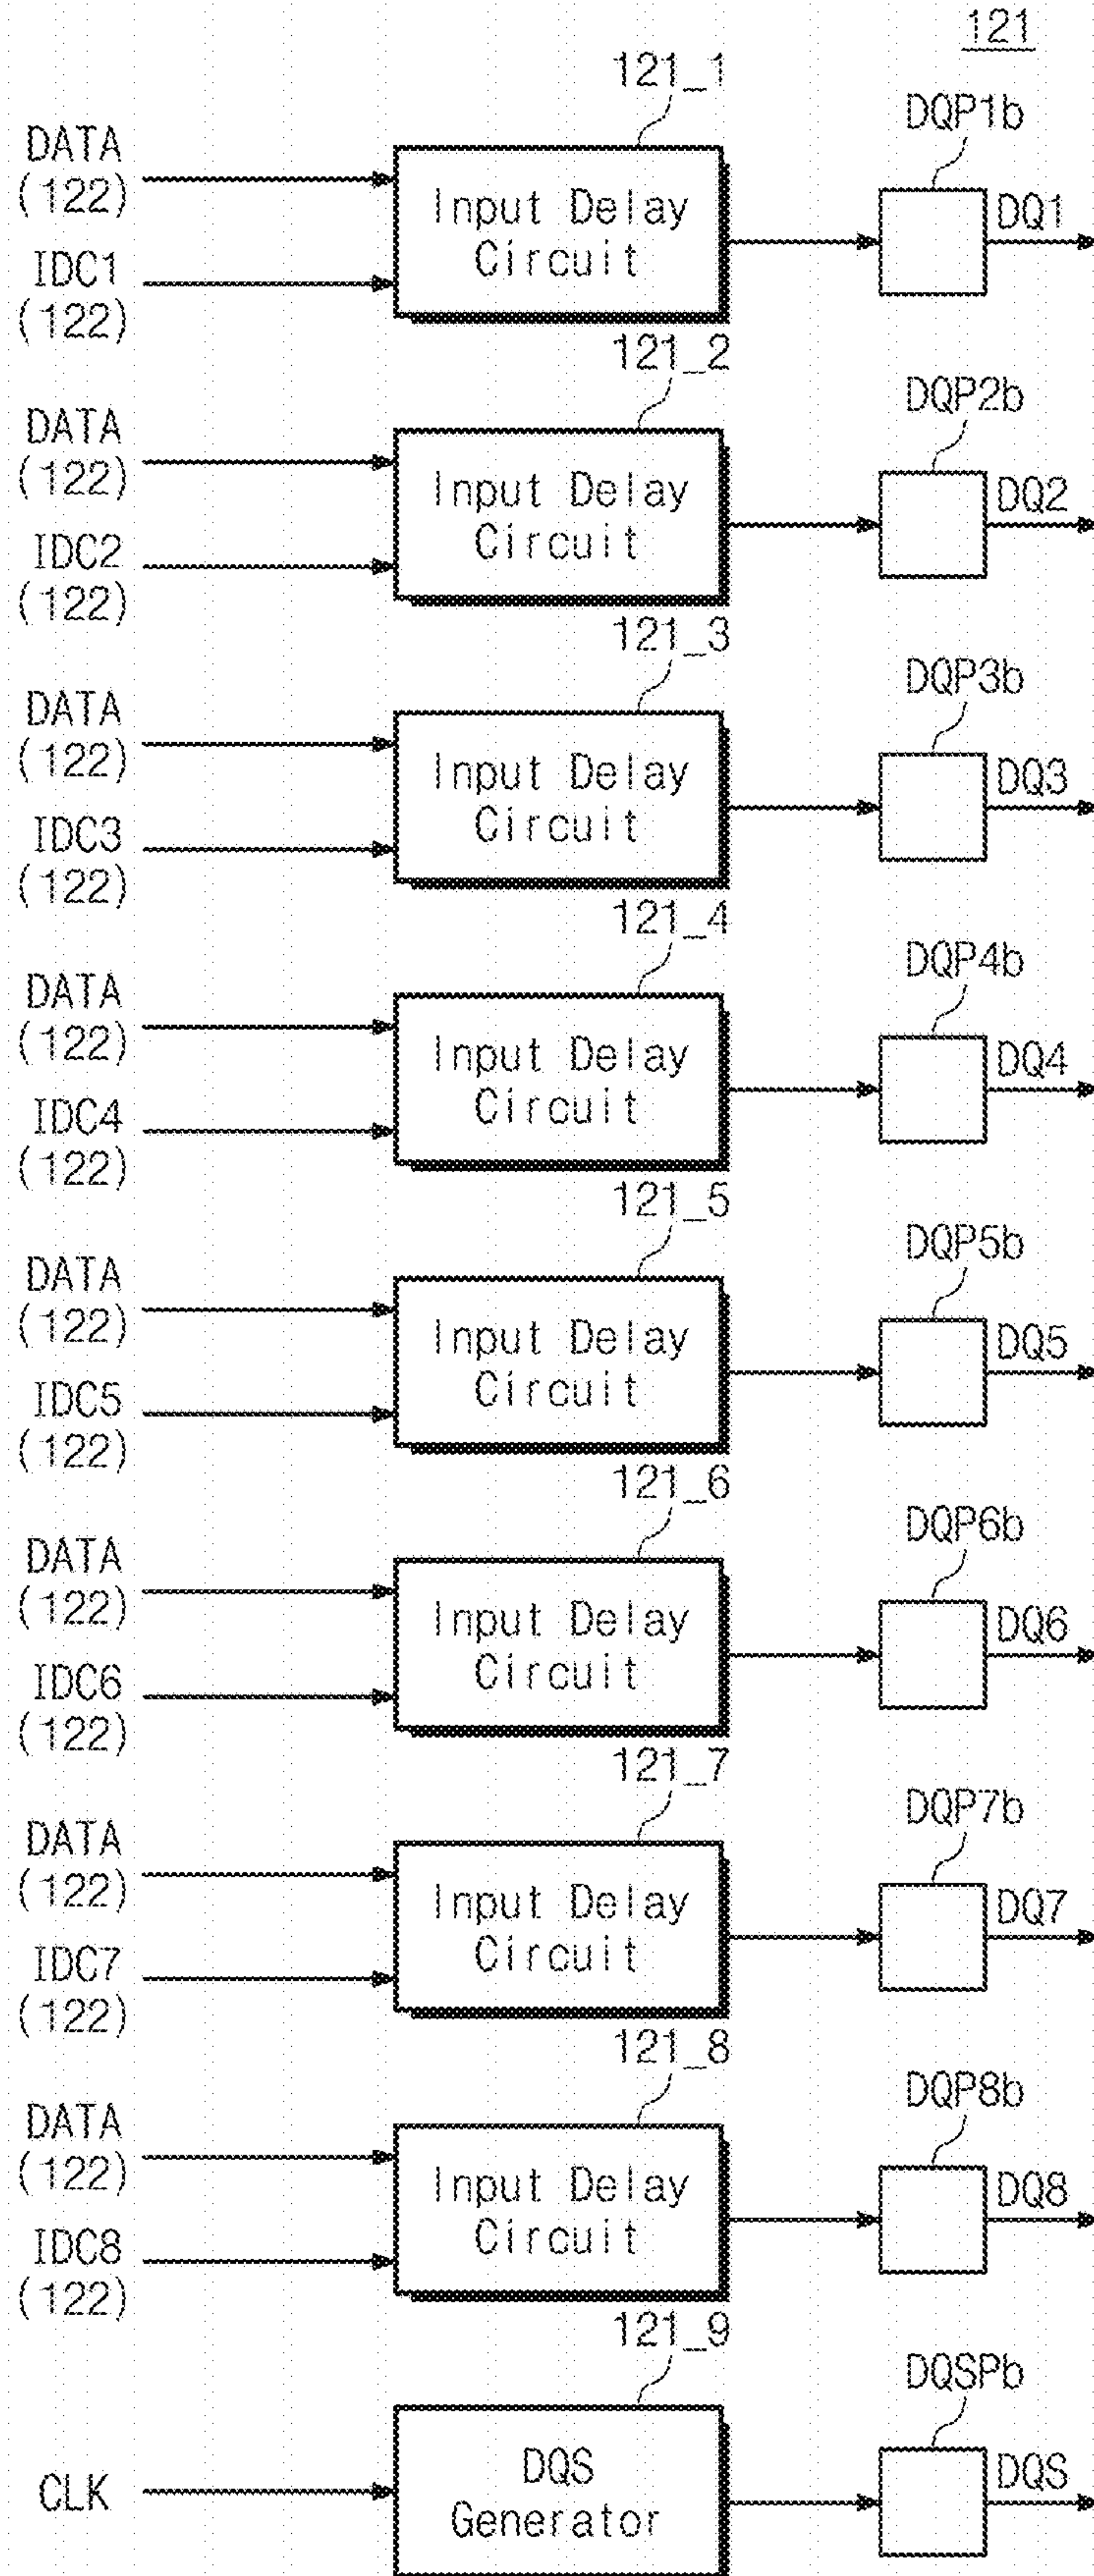 121
121_1
DQP1b
DATA
(122)
Input Delay
Circuit
DQ1
IDC1
(122)
121_2
DQP2b
DATA
(122)
Input Delay
Circuit
DQ2
IDC2
(122)
121_3
DQP3b
DATA
(122)
Input Delay
Circuit
DQ3
IDC3
(122)
121_4
DQP4b
DATA
(122)
Input Delay
Circuit
DQ4
IDC4
(122)
121_5
DQP5b
DATA
(122)
Input Delay
Circuit
DQ5
IDC5
(122)
121_6
DQP6b
DATA
(122)
Input Delay
Circuit
DQ6
IDC6
(122)
121_7
DQP7b
DATA
(122)
Input Delay
Circuit
DQ7
IDC7
(122)
121_8
DQP8b
DATA
(122)
Input Delay
Circuit
DQ8
IDC8
(122)
121_9
DQSPb
CLK
DQS
Generator
DQS